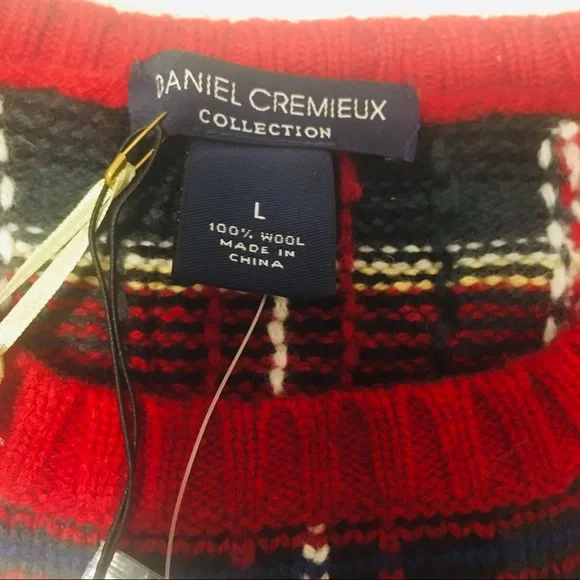 DANIEL CREMIEUX
COLLECTION
L
100% WOOL
MADE IN
CHINA